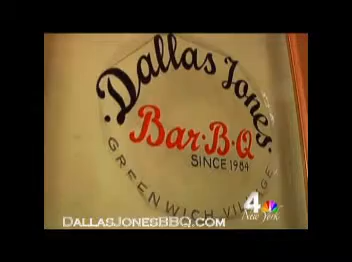 Dallas Jones
Bar·B·Q
SINCE 1984
GREENWICH VILLAGE
4
New York
DALLASJONESBBQ.COM